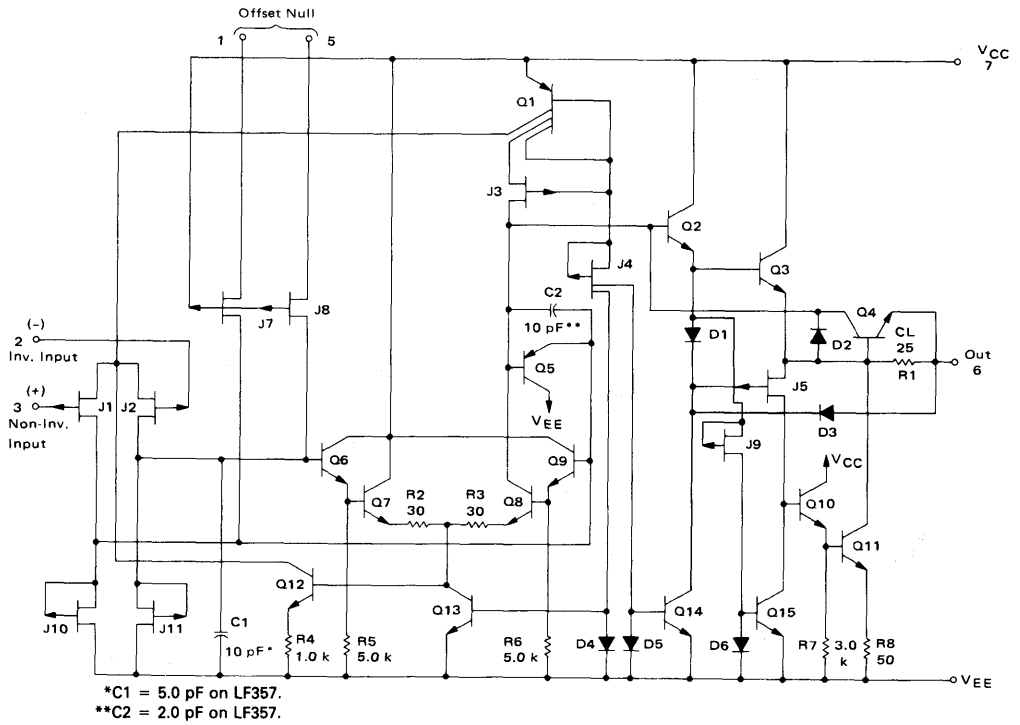 Offset Null
1
5
VCC
7
Q1
J3
Q2
J4
Q3
C2
10 pF**
Q4
J7
J8
D1
D2
CL
25
R1
Out
6
(-)
2
Inv. Input
(+)
3
Non-Inv.
Input
J1
J2
Q5
VEE
J5
D3
J9
VCC
Q6
Q9
Q7
R2
30
R3
30
Q8
Q10
Q11
Q12
Q13
Q14
Q15
J10
J11
C1
10 pF*
R4
1.0 k
R5
5.0 k
R6
5.0 k
D4
D5
D6
R7
3.0
k
R8
50
VEE
*C1 = 5.0 pF on LF357.
**C2 = 2.0 pF on LF357.